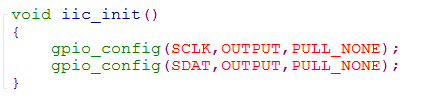 void iic_init()
{
    gpio_config(SCLK,OUTPUT,PULL_NONE);
    gpio_config(SDAT,OUTPUT,PULL_NONE);
}